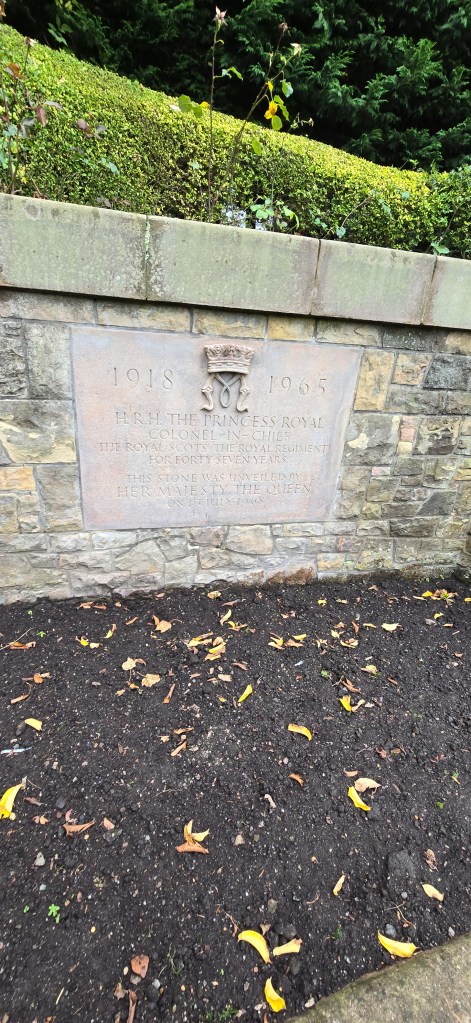 1918 1965
H.R.H. THE PRINCESS ROYAL
COLONEL-IN-CHIEF
THE ROYAL SCOTS (THE ROYAL REGIMENT)
FOR FORTY SEVEN YEARS
THIS STONE WAS UNVEILED BY
HER MAJESTY THE QUEEN